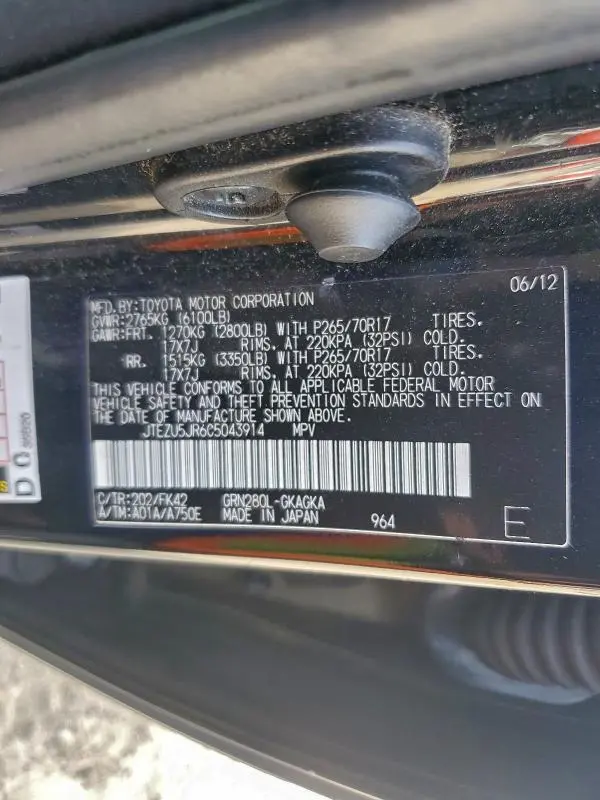 06/12
MFD.BY:TOYOTA MOTOR CORPORATION
GVWR:2765KG (6100LB)
GAWR:FRT. 1270KG (2800LB) WITH P265/70R17 TIRES.
17X7J RIMS. AT 220KPA (32PSI) COLD.
RR. 1515KG (3350LB) WITH P265/70R17 TIRES.
17X7J RIMS. AT 220KPA (32PSI) COLD.
THIS VEHICLE CONFORMS TO ALL APPLICABLE FEDERAL MOTOR
VEHICLE SAFETY AND THEFT PREVENTION STANDARDS IN EFFECT ON
THE DATE OF MANUFACTURE SHOWN ABOVE.
JTEZU5JR6C5043914 MPV
C/TR:202/FK42 GRN280L-GKAGKA
A/TM:A01A/A750E MADE IN JAPAN 964 E